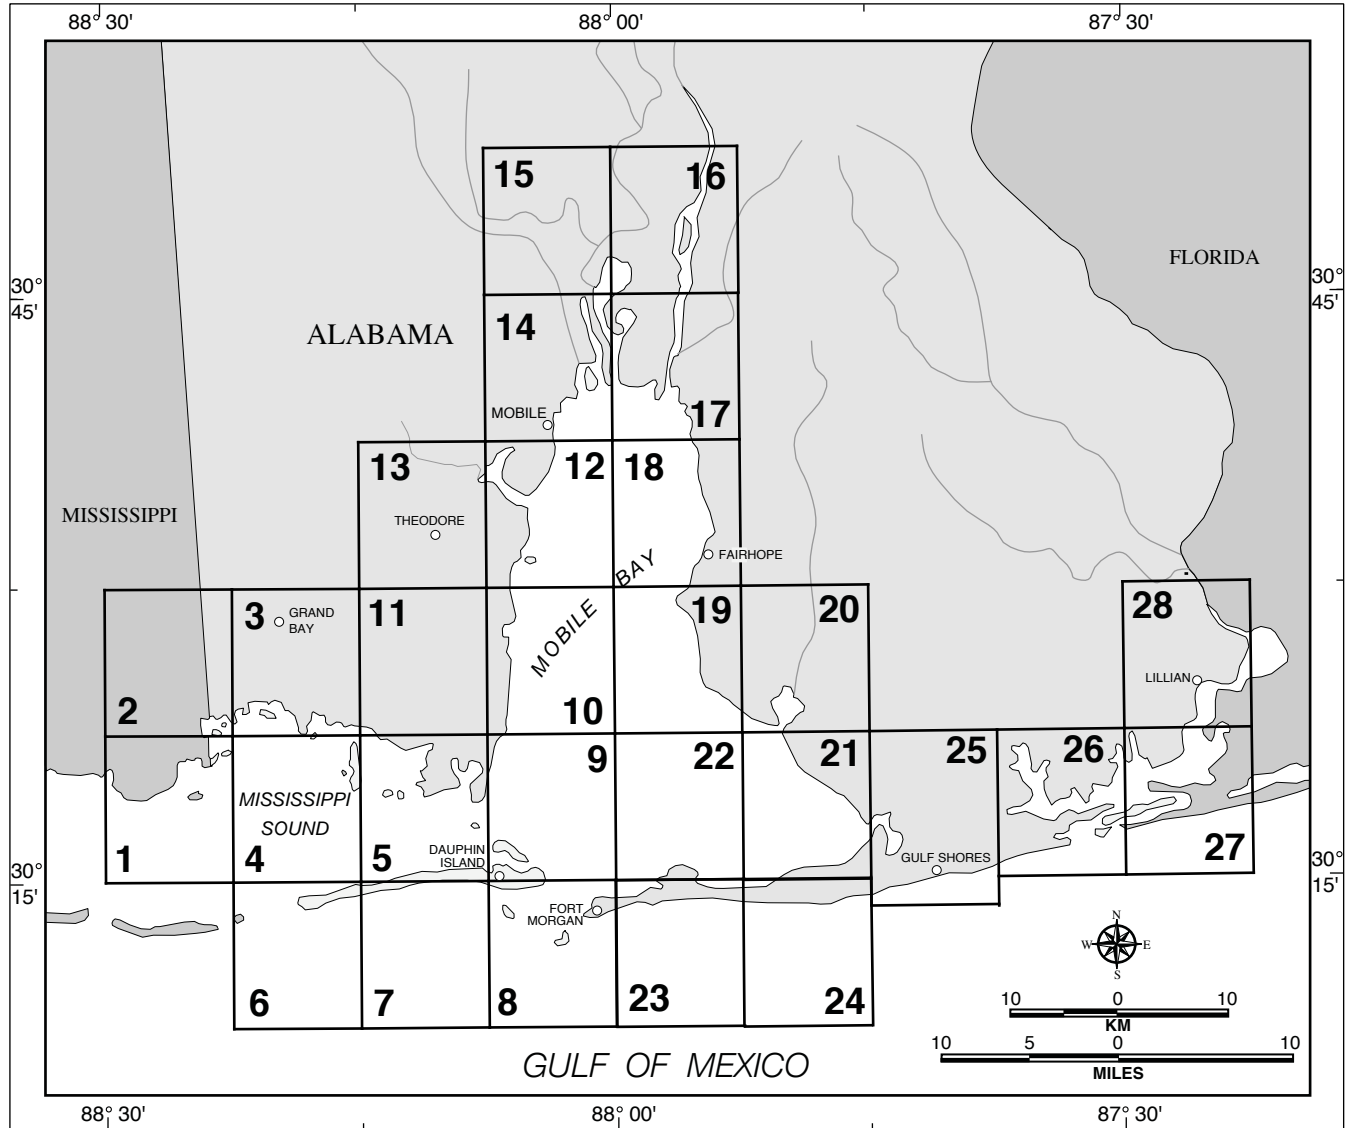 88° 30'
88° 00'
87° 30'
15
16
FLORIDA
30°
45'
30°
45'
ALABAMA
14
MOBILE
17
13
12
18
MISSISSIPPI
THEODORE
FAIRHOPE
MOBILE BAY
3
GRAND
BAY
11
19
20
28
LILLIAN
2
10
9
22
21
25
26
MISSISSIPPI
SOUND
1
4
5
DAUPHIN
ISLAND
GULF SHORES
27
30°
15'
30°
15'
FORT
MORGAN
N
W
E
S
6
7
8
23
24
10
0
10
KM
10
5
0
10
MILES
GULF OF MEXICO
88° 30'
88° 00'
87° 30'